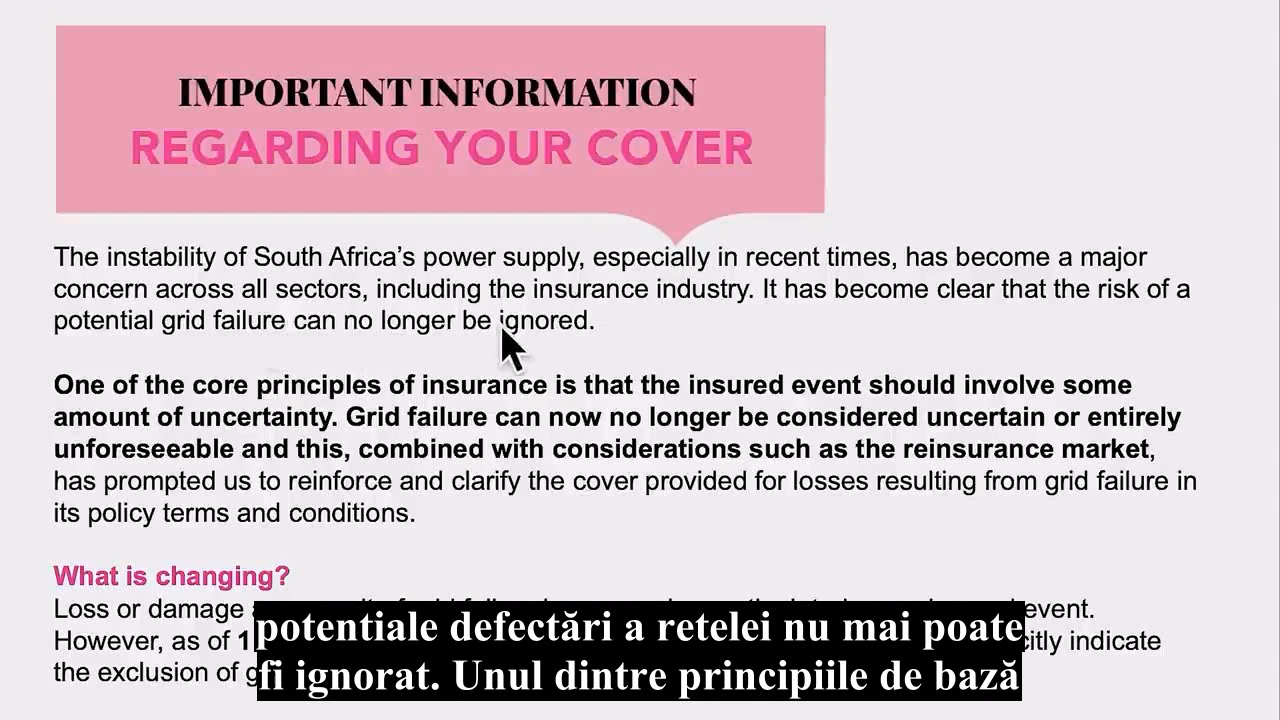 IMPORTANT INFORMATION
REGARDING YOUR COVER
The instability of South Africa’s power supply, especially in recent times, has become a major
concern across all sectors, including the insurance industry. It has become clear that the risk of a
potential grid failure can no longer be ignored.
One of the core principles of insurance is that the insured event should involve some
amount of uncertainty. Grid failure can now no longer be considered uncertain or entirely
unforeseeable and this, combined with considerations such as the reinsurance market,
has prompted us to reinforce and clarify the cover provided for losses resulting from grid failure in
its policy terms and conditions.
What is changing?
Loss or damage event.
However, as of 1 indicate
the exclusion of
potentiale defectări a retelei nu mai poate
fi ignorat. Unul dintre principiile de bază